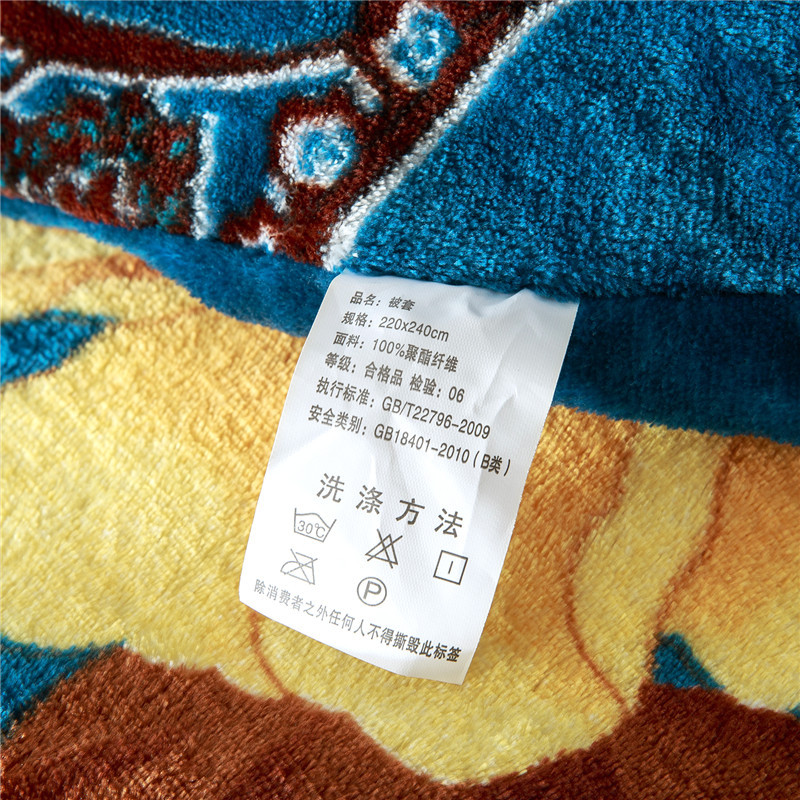 品名：被套
规格：220x240cm
面料：100%聚酯纤维
等级：合格品 检验：06
执行标准：GB/T22796-2009
安全类别：GB18401-2010（B类）
洗涤方法
30℃
P
除消费者之外任何人不得撕毁此标签